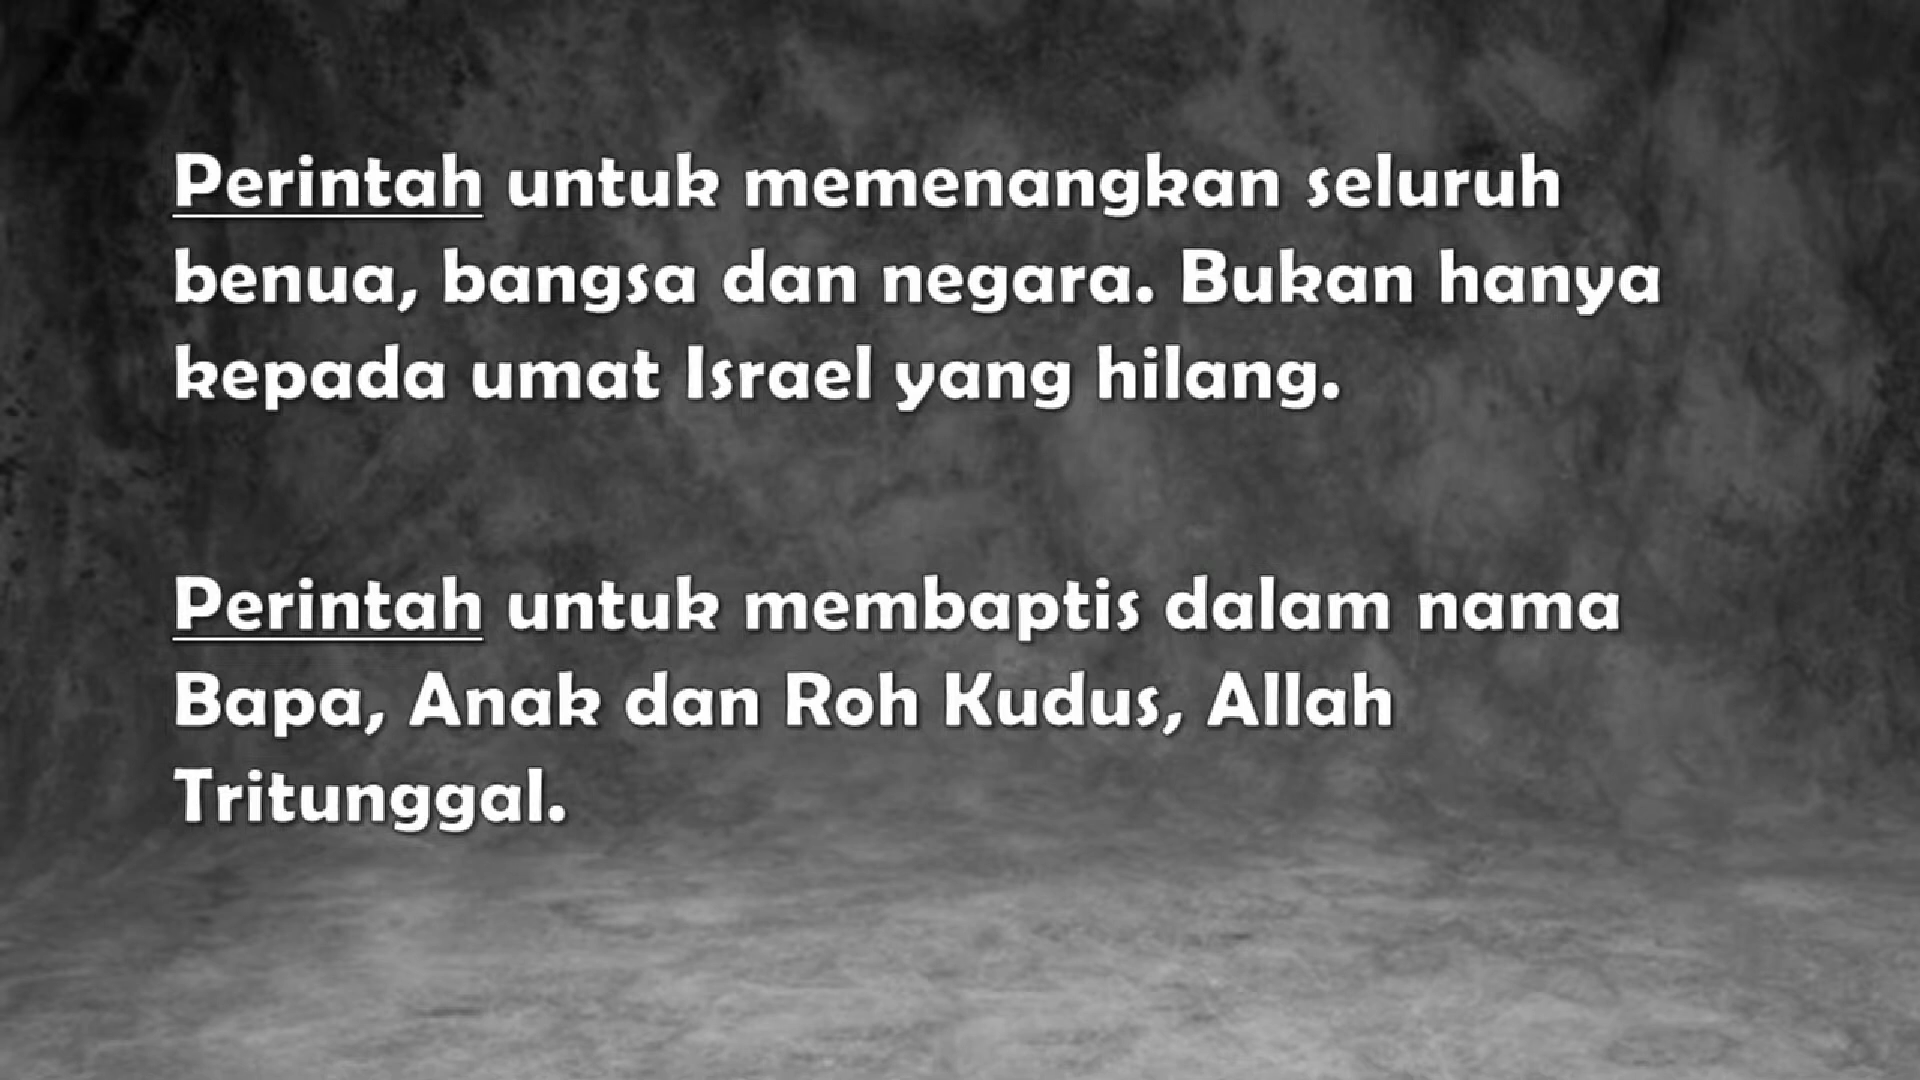 Perintah untuk memenangkan seluruh
benua, bangsa dan negara. Bukan hanya
kepada umat Israel yang hilang.
Perintah untuk membaptis dalam nama
Bapa, Anak dan Roh Kudus, Allah
Tritunggal.